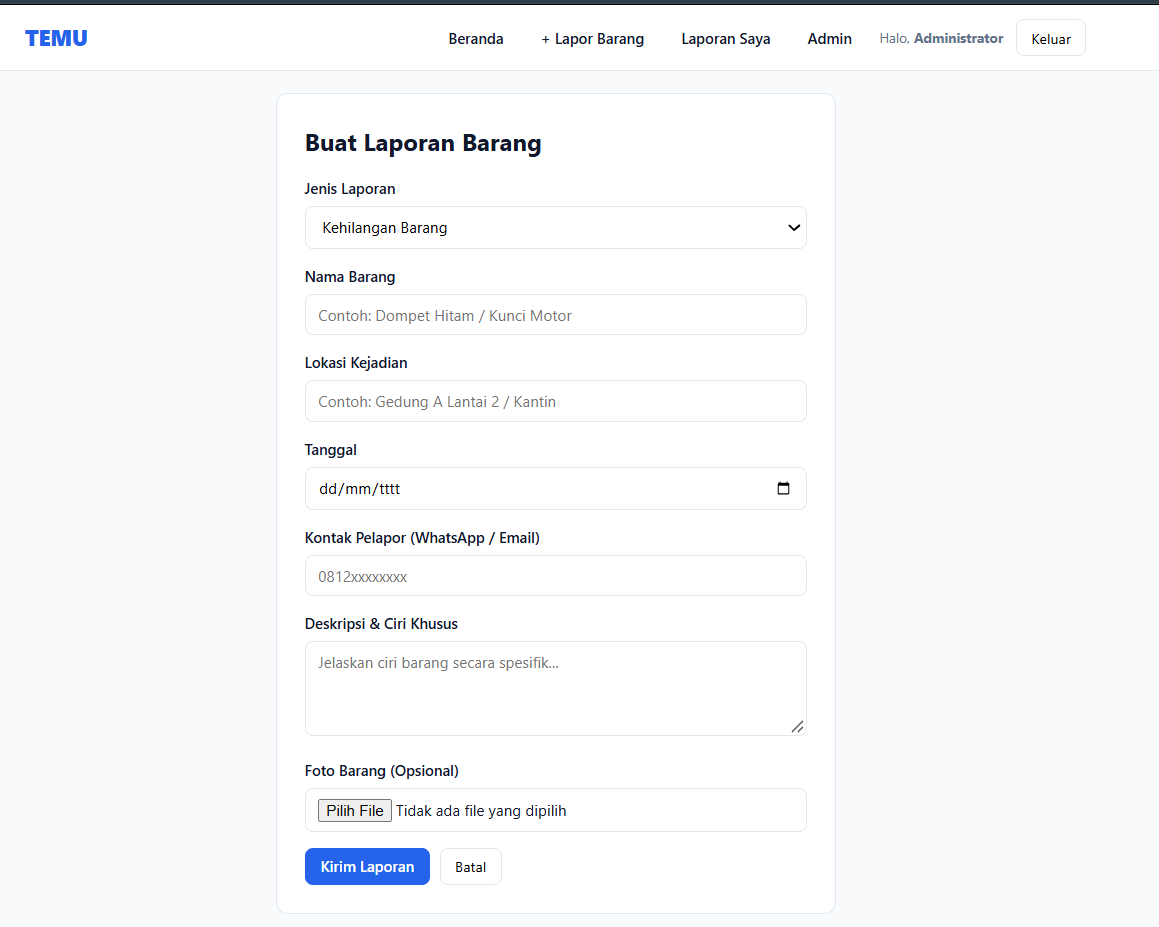 TEMU
Beranda + Lapor Barang Laporan Saya Admin Halo, Administrator Keluar
Buat Laporan Barang
Jenis Laporan
Kehilangan Barang
Nama Barang
Contoh: Dompet Hitam / Kunci Motor
Lokasi Kejadian
Contoh: Gedung A Lantai 2 / Kantin
Tanggal
dd/mm/tttt
Kontak Pelapor (WhatsApp / Email)
0812xxxxxxxx
Deskripsi & Ciri Khusus
Jelaskan ciri barang secara spesifik...
Foto Barang (Opsional)
Pilih File Tidak ada file yang dipilih
Kirim Laporan Batal